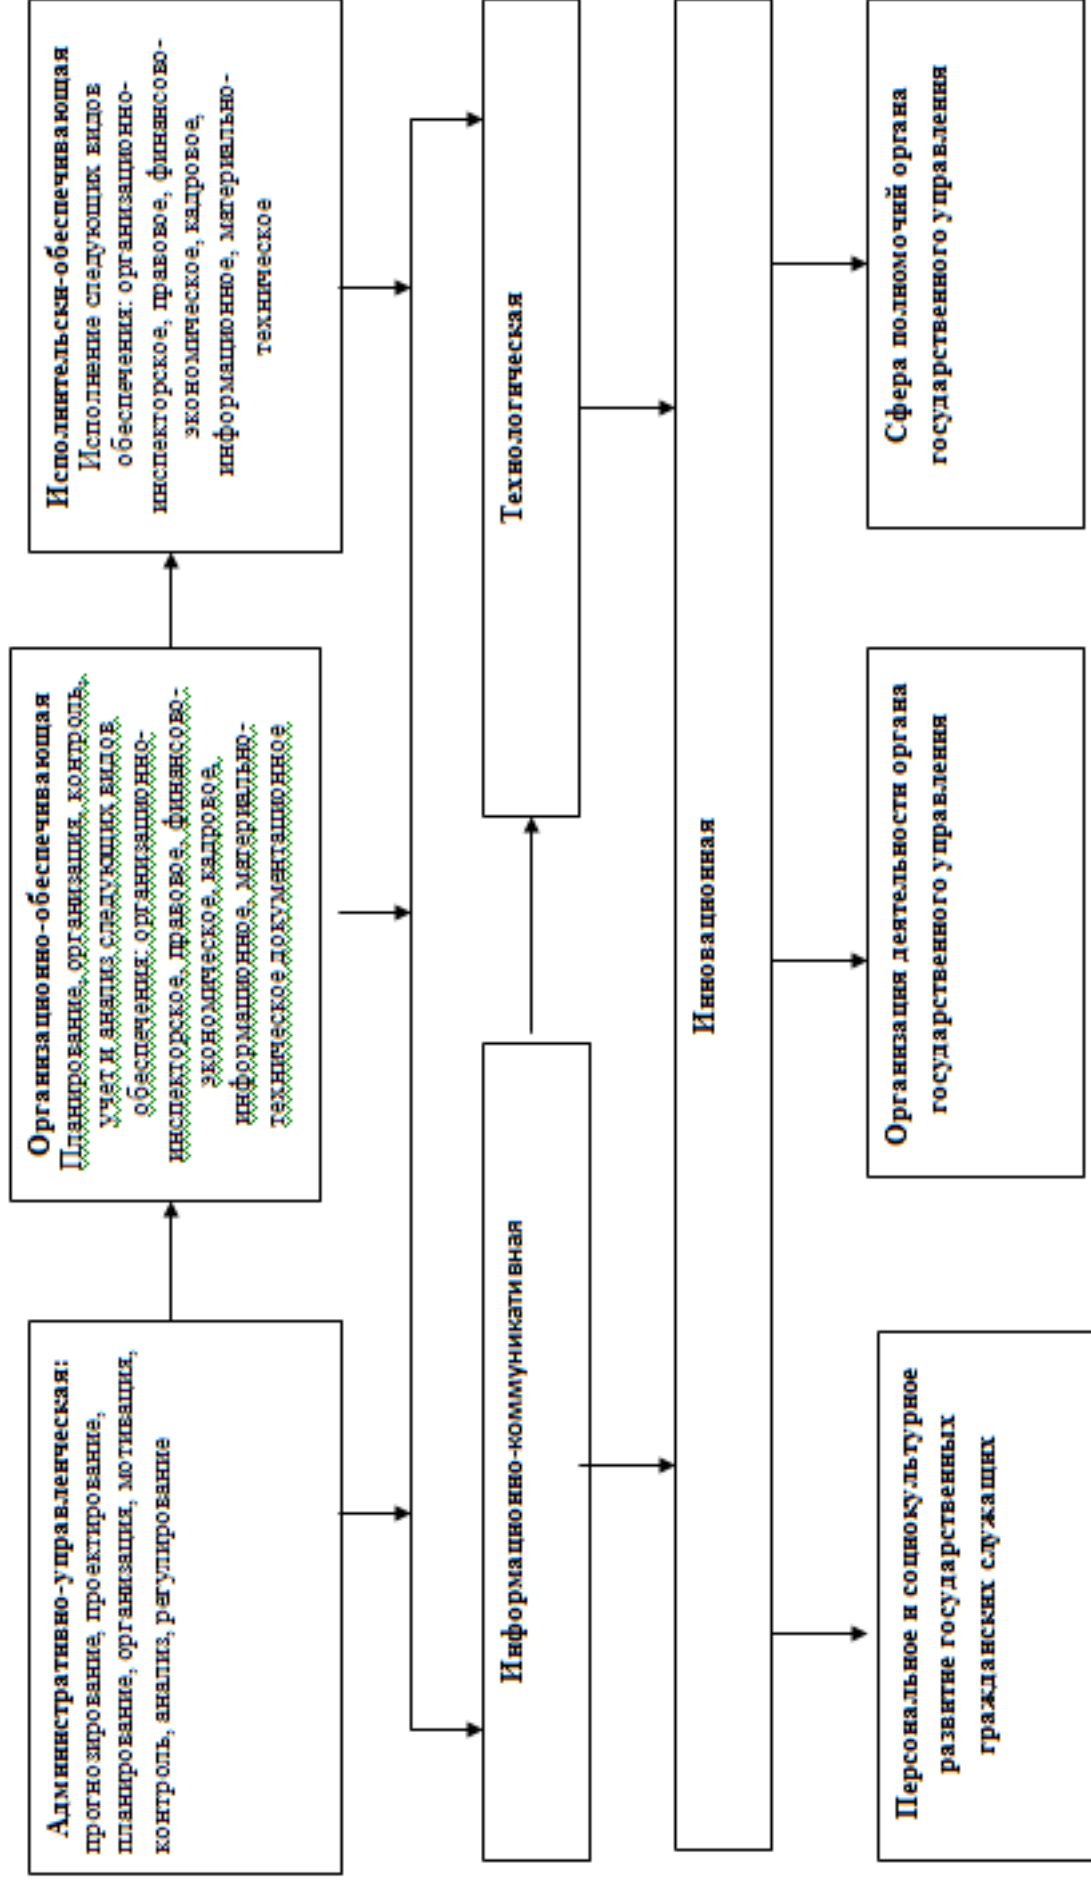 Административно-управленческая:
прогнозирование, проектирование,
планирование, организация, мотивация,
контроль, анализ, регулирование
Организационно-обеспечивающая
Планирование, организация, контроль,
учет и анализ следующих видов
обеспечения: организационно-
инспекторское, правовое, финансово-
экономическое, кадровое,
информационное, материально-
техническое документационное
Исполнительски-обеспечивающая
Исполнение следующих видов
обеспечения: организационно-
инспекторское, правовое, финансово-
экономическое, кадровое,
информационное, материально-
техническое
Информационно-коммуникативная
Технологическая
Инновационная
Персональное и социокультурное
развитие государственных
гражданских служащих
Организация деятельности органа
государственного управления
Сфера полномочий органа
государственного управления